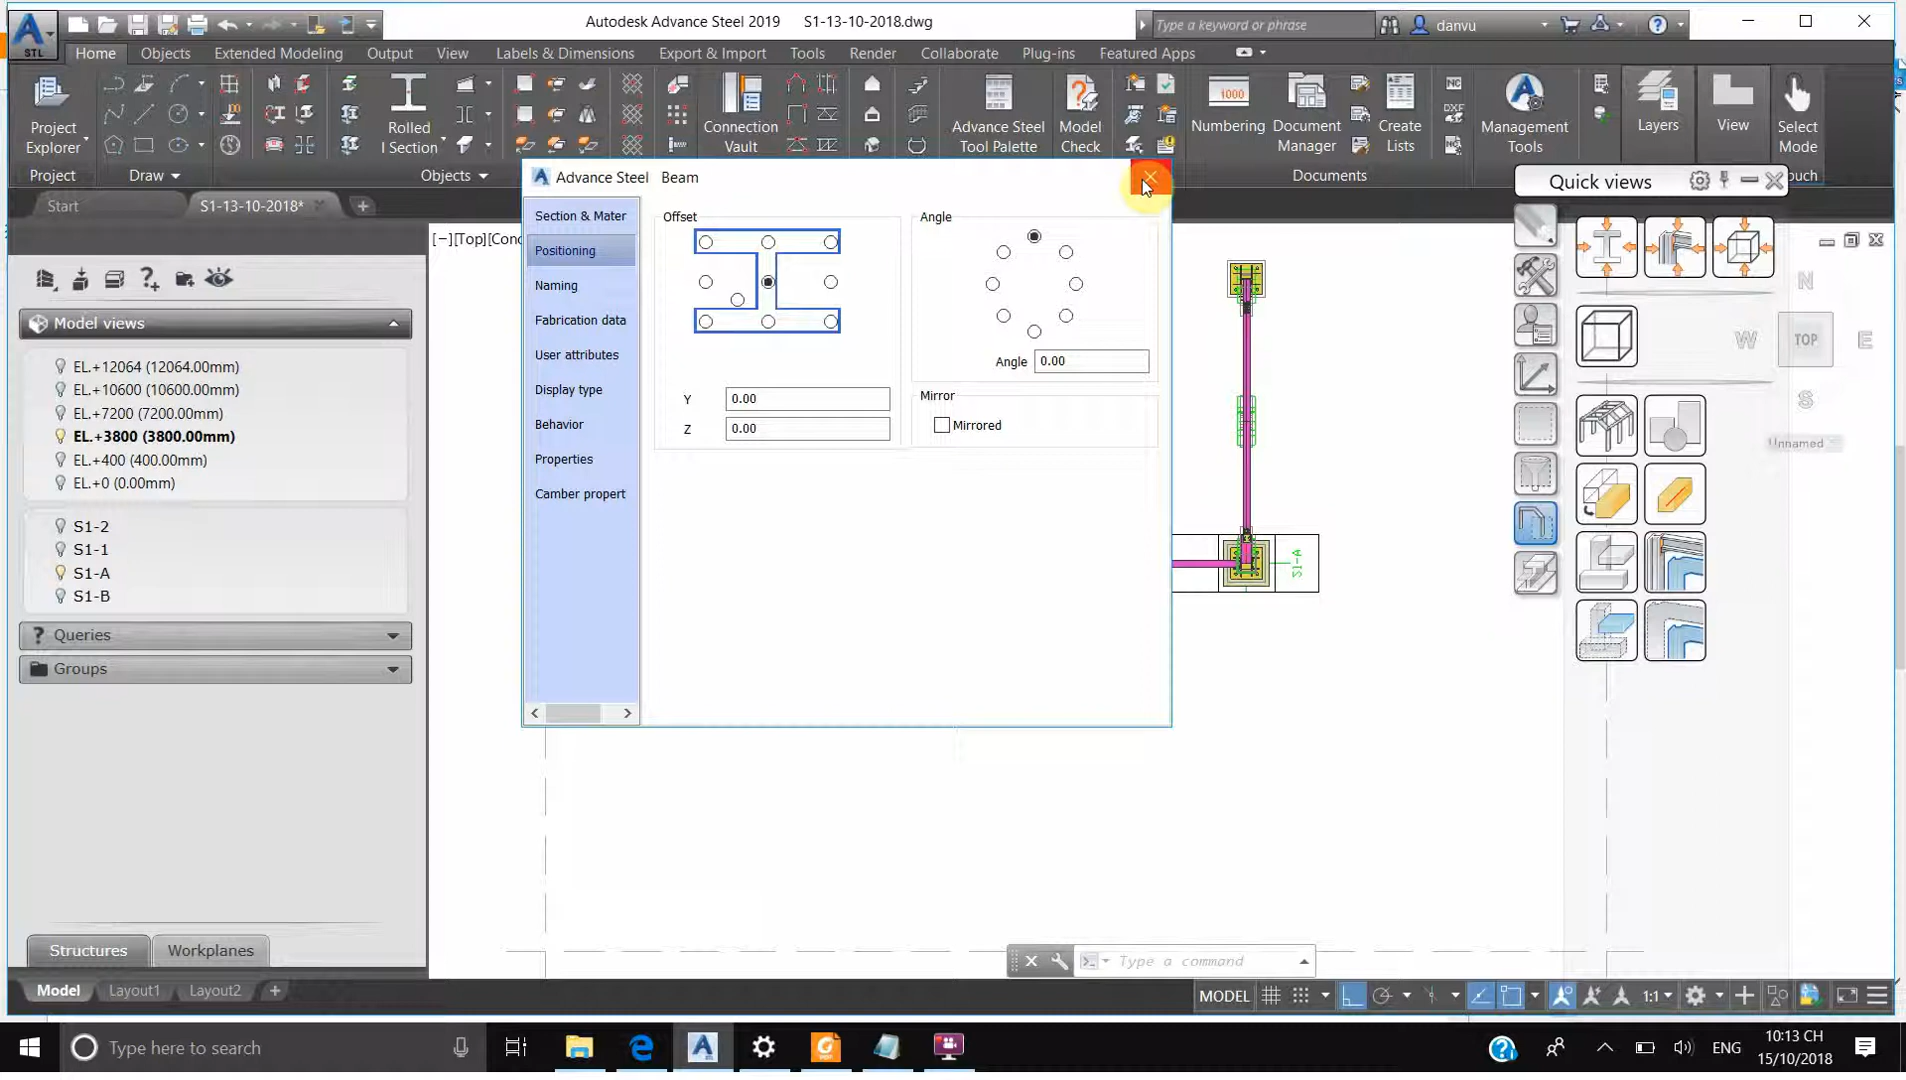 Autodesk Advance Steel 2019 S1-13-10-2018.dwg
Type a keyword or phrase
danvu
STL
Home Objects Extended Modeling Output View Labels & Dimensions Export & Import Tools Render Collaborate Plug-ins Featured Apps
Project Explorer
Rolled I Section
Connection Vault
Advance Steel Tool Palette
Model Check
1000
Numbering
Document Manager
NC
DXF
Create Lists
Management Tools
Layers
View
Select Mode
Project Draw Objects Documents
Start S1-13-10-2018*
Advance Steel Beam
Section & Mater
Positioning
Naming
Fabrication data
User attributes
Display type
Behavior
Properties
Camber propert
Offset
Y 0.00
Z 0.00
Angle
Angle 0.00
Mirror
Mirrored
Quick views
[−][Top]
Model views
EL.+12064 (12064.00mm)
EL.+10600 (10600.00mm)
EL.+7200 (7200.00mm)
EL.+3800 (3800.00mm)
EL.+400 (400.00mm)
EL.+0 (0.00mm)
S1-2
S1-1
S1-A
S1-B
Queries
Groups
S1-A
N
W TOP E
S
Unnamed
Structures Workplanes
Type a command
Model Layout1 Layout2 +
MODEL
1:1
Type here to search
ENG
10:13 CH
15/10/2018